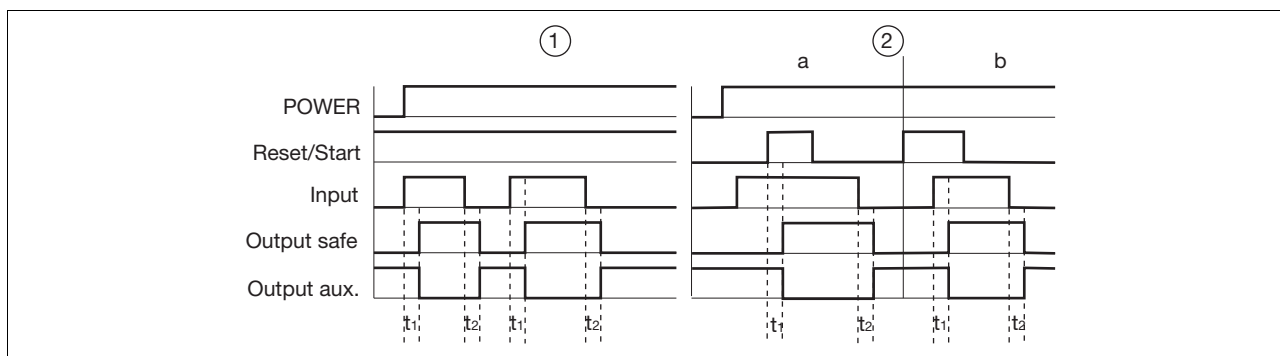 ① ②
a b
POWER
Reset/Start
Input
Output safe
Output aux.
t1 t2 t1 t2 t1 t2 t1 t2